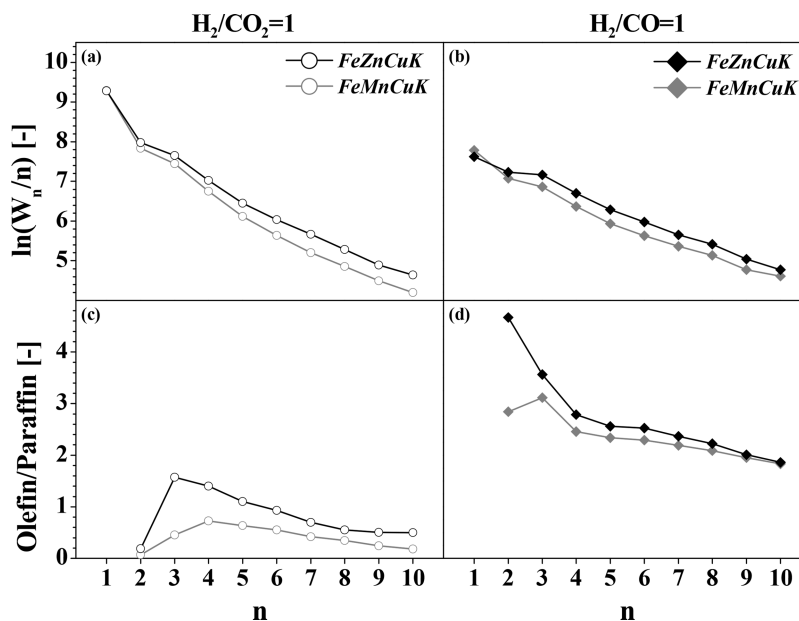 H2/CO2=1
H2/CO=1
(a)
FeZnCuK
FeMnCuK
(b)
FeZnCuK
FeMnCuK
ln(Wn/n) [-]
10
9
8
7
6
5
(c)
(d)
Olefin/Paraffin [-]
4
3
2
1
0
1 2 3 4 5 6 7 8 9 10
1 2 3 4 5 6 7 8 9 10
n
n